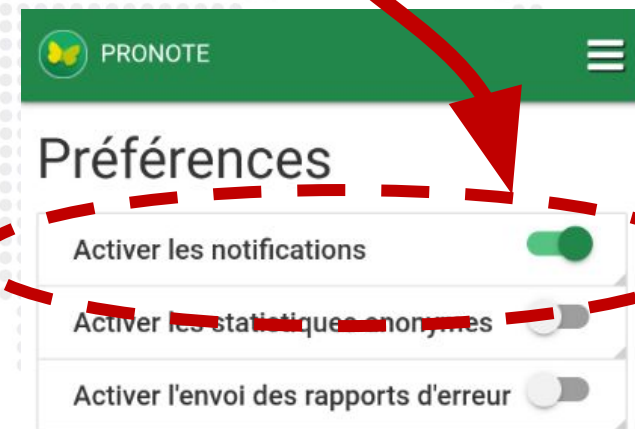 PRONOTE
Préférences
Activer les notifications
Activer les statistiques anonymes
Activer l'envoi des rapports d'erreur